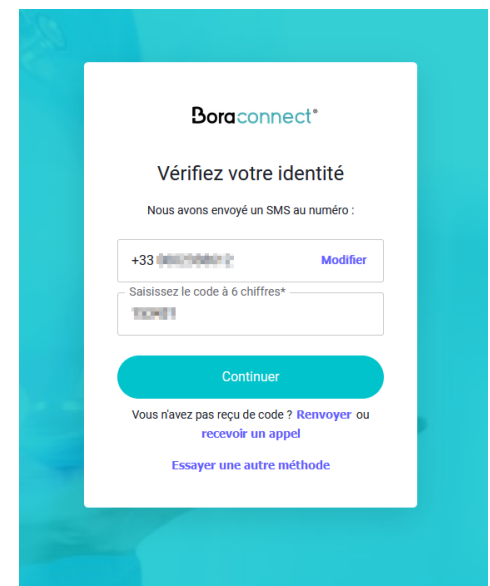 Boraconnect
Vérifiez votre identité
Nous avons envoyé un SMS au numéro :
+33
Modifier
Saisissez le code à 6 chiffres*
Continuer
Vous n'avez pas reçu de code ? Renvoyer ou
recevoir un appel
Essayer une autre méthode